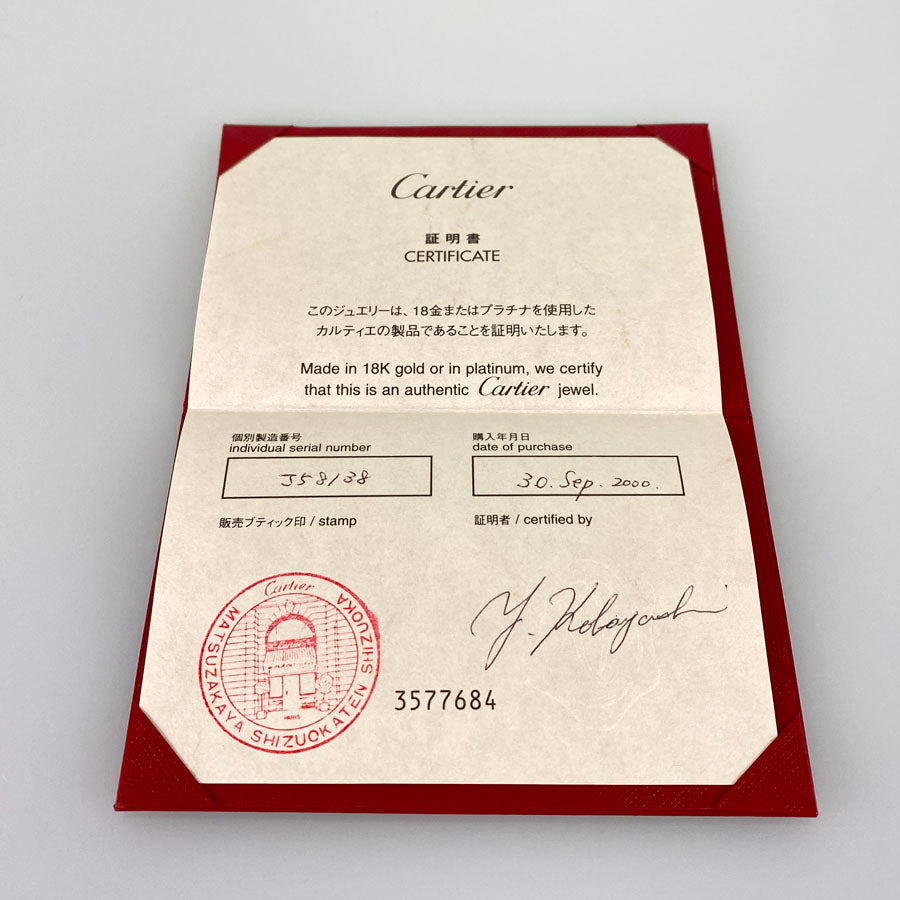 Cartier
証明書
CERTIFICATE
このジュエリーは、18金またはプラチナを使用した
カルティエの製品であることを証明いたします。
Made in 18K gold or in platinum, we certify
that this is an authentic Cartier jewel.
個別製造番号
individual serial number
J58138
購入年月日
date of purchase
30. Sep. 2000.
販売ブティック印 / stamp
証明者 / certified by
Cartier
MATSUZAKAYA SHIZUOKATEN SHIZUOKA
PARIS
Y. Kobayashi
3577684